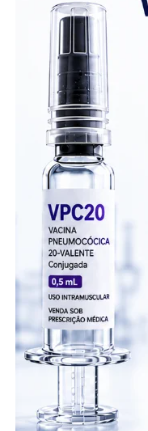 VPC20
VACINA
PNEUMOCÓCICA
20-VALENTE
Conjugada
0,5 mL
USO INTRAMUSCULAR
VENDA SOB
PRESCRIÇÃO MÉDICA